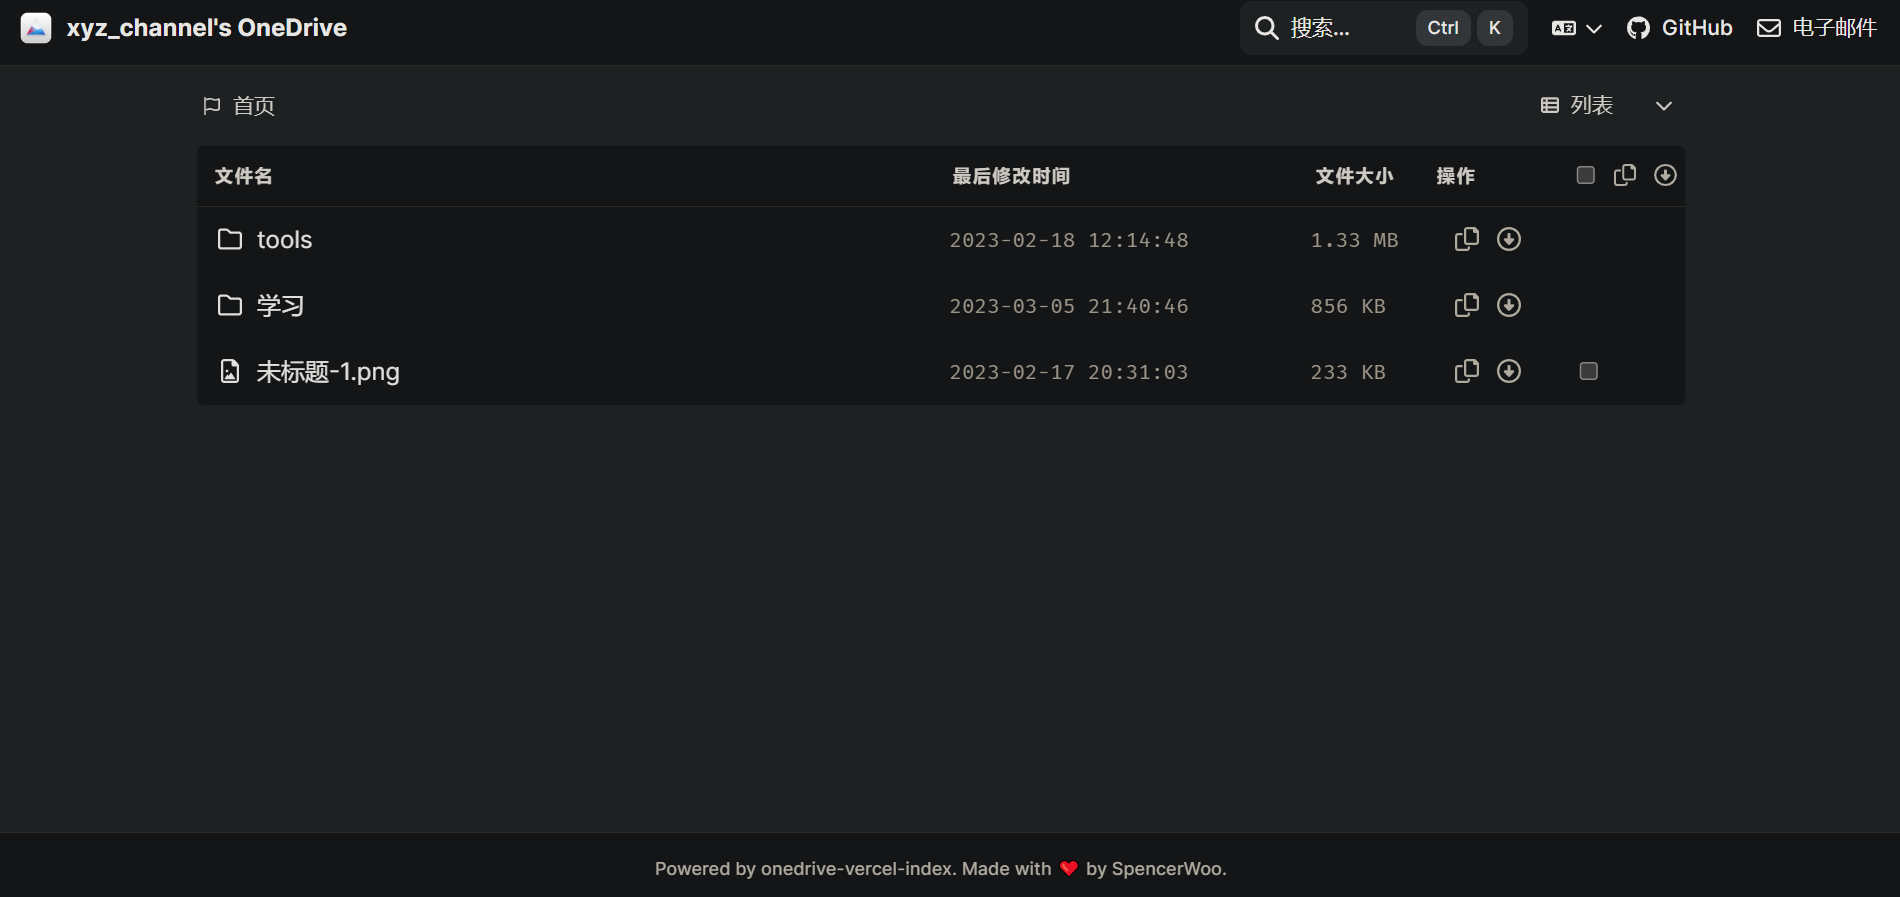 xyz_channel's OneDrive 搜索... Ctrl K GitHub 电子邮件
首页 列表
文件名 最后修改时间 文件大小 操作
tools 2023-02-18 12:14:48 1.33 MB
学习 2023-03-05 21:40:46 856 KB
未标题-1.png 2023-02-17 20:31:03 233 KB
Powered by onedrive-vercel-index. Made with ❤ by SpencerWoo.